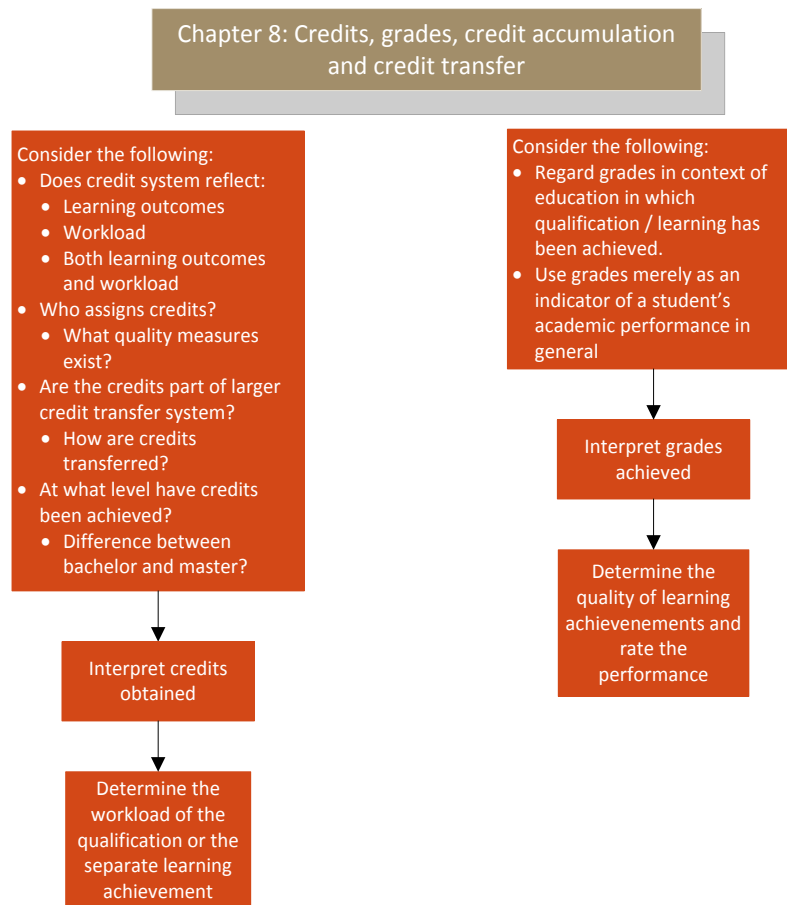 Chapter 8: Credits, grades, credit accumulation
and credit transfer
Consider the following:
• Does credit system reflect:
• Learning outcomes
• Workload
• Both learning outcomes
and workload
• Who assigns credits?
• What quality measures
exist?
• Are the credits part of larger
credit transfer system?
• How are credits
transferred?
• At what level have credits
been achieved?
• Difference between
bachelor and master?
Interpret credits
obtained
Determine the
workload of the
qualification or the
separate learning
achievement
Consider the following:
• Regard grades in context of
education in which
qualification / learning has
been achieved.
• Use grades merely as an
indicator of a student’s
academic performance in
general
Interpret grades
achieved
Determine the
quality of learning
achievenements and
rate the
performance